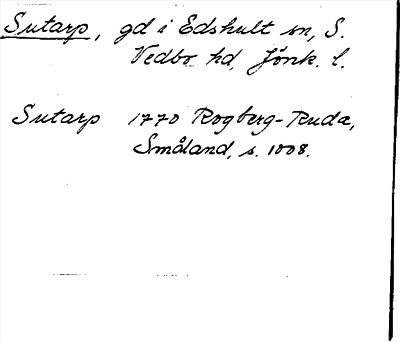 Sutarp, gd i Edshult sn, S.
Vedbo hd, Jönk. l.
Sutarp 1770 Rogberg-Ruda,
Småland, s. 1008.